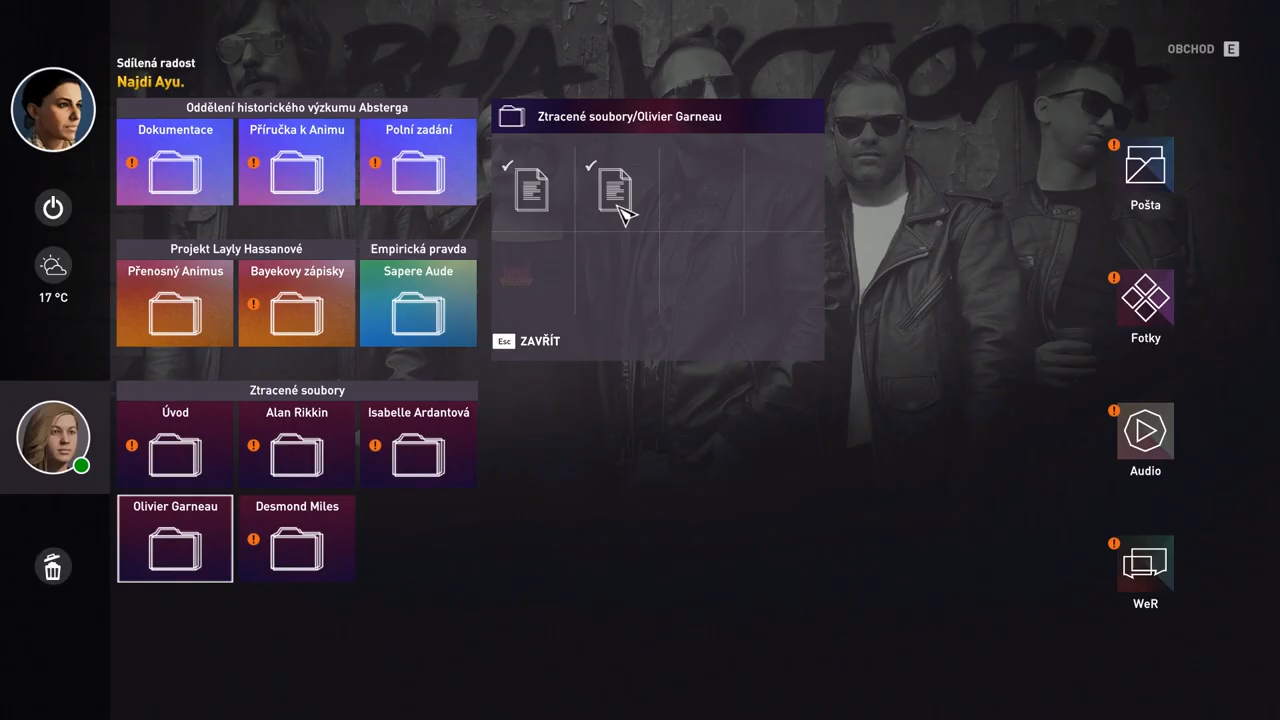 OBCHOD E
Sdílená radost
Najdi Ayu.
Oddělení historického výzkumu Absterga
Dokumentace
Příručka k Animu
Polní zadání
Ztracené soubory/Olivier Garneau
Pošta
17 °C
Projekt Layly Hassanové
Empirická pravda
Přenosný Animus
Bayekovy zápisky
Sapere Aude
Esc ZAVŘÍT
Fotky
Ztracené soubory
Úvod
Alan Rikkin
Isabelle Ardantová
Audio
Olivier Garneau
Desmond Miles
WeR